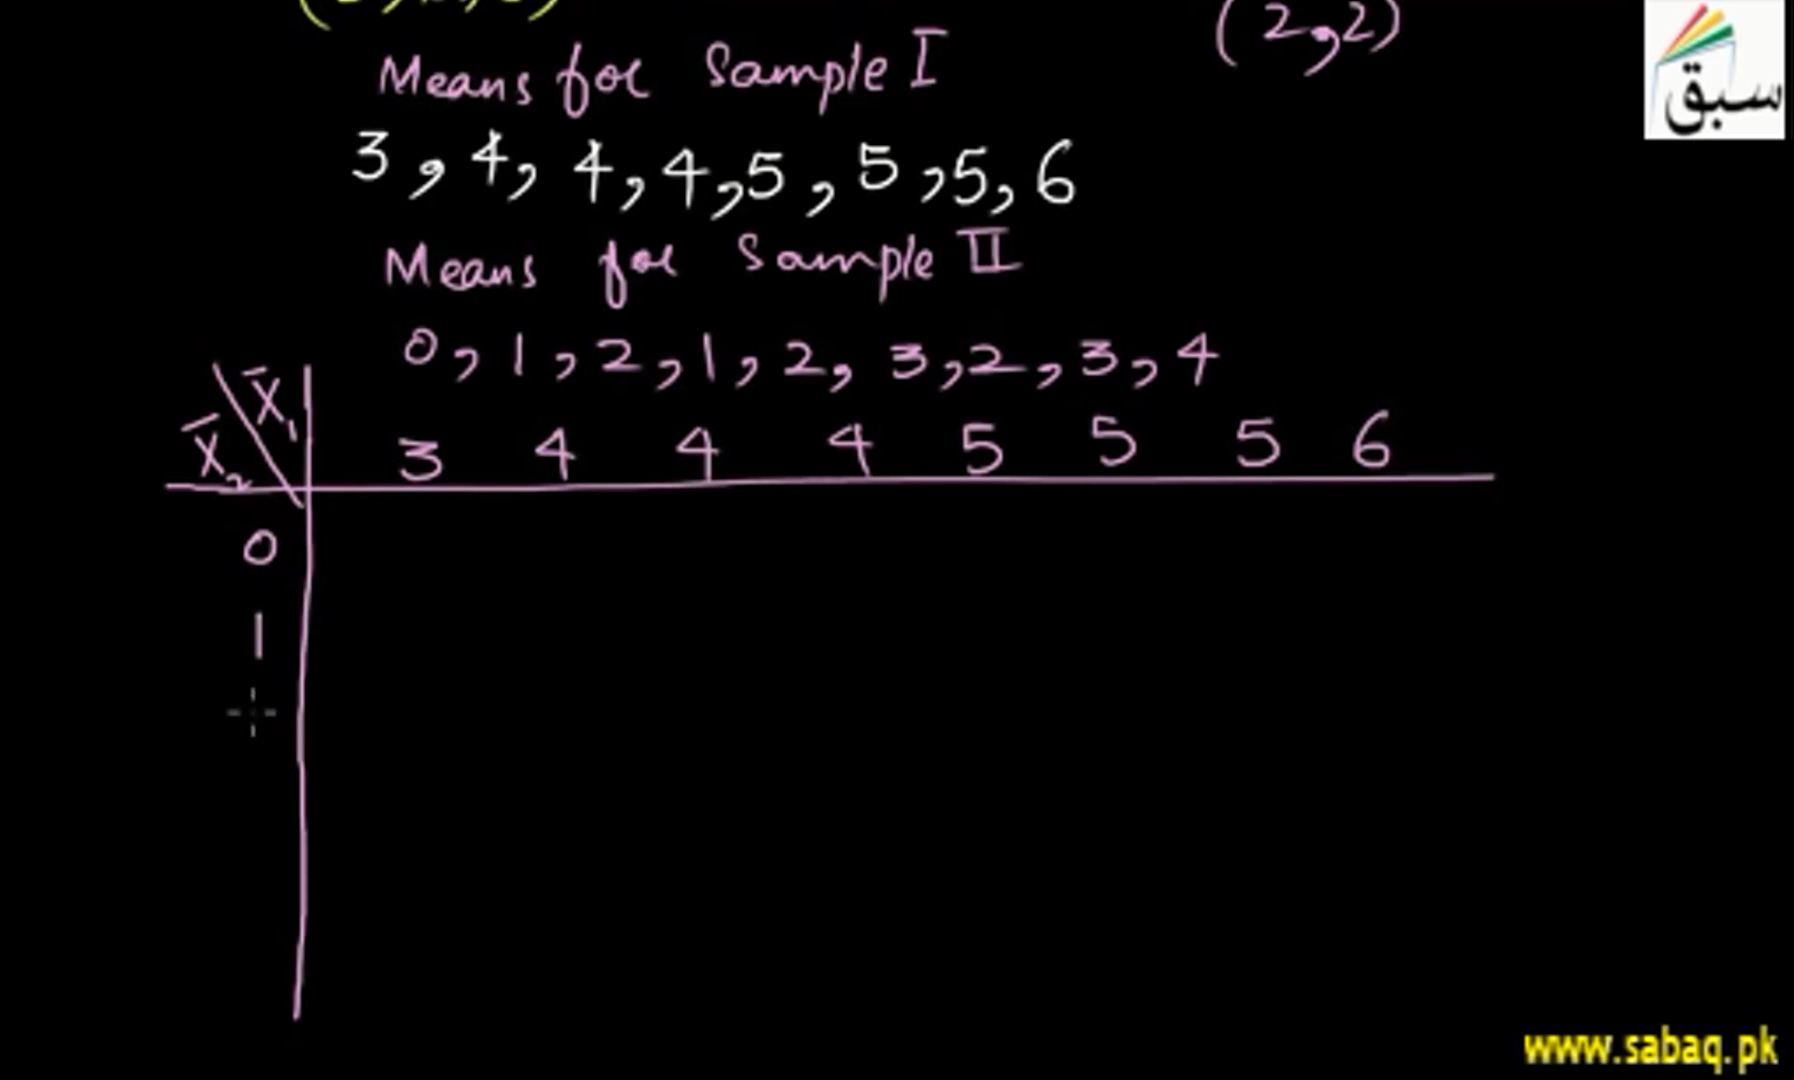 (2,2)
Means for Sample I
3, 4, 4, 4, 5, 5, 5, 6
Means for Sample II
0, 1, 2, 1, 2, 3, 2, 3, 4
X̄₂ \ X̄₁ 3 4 4 4 5 5 5 6
0
1
سبق
www.sabaq.pk